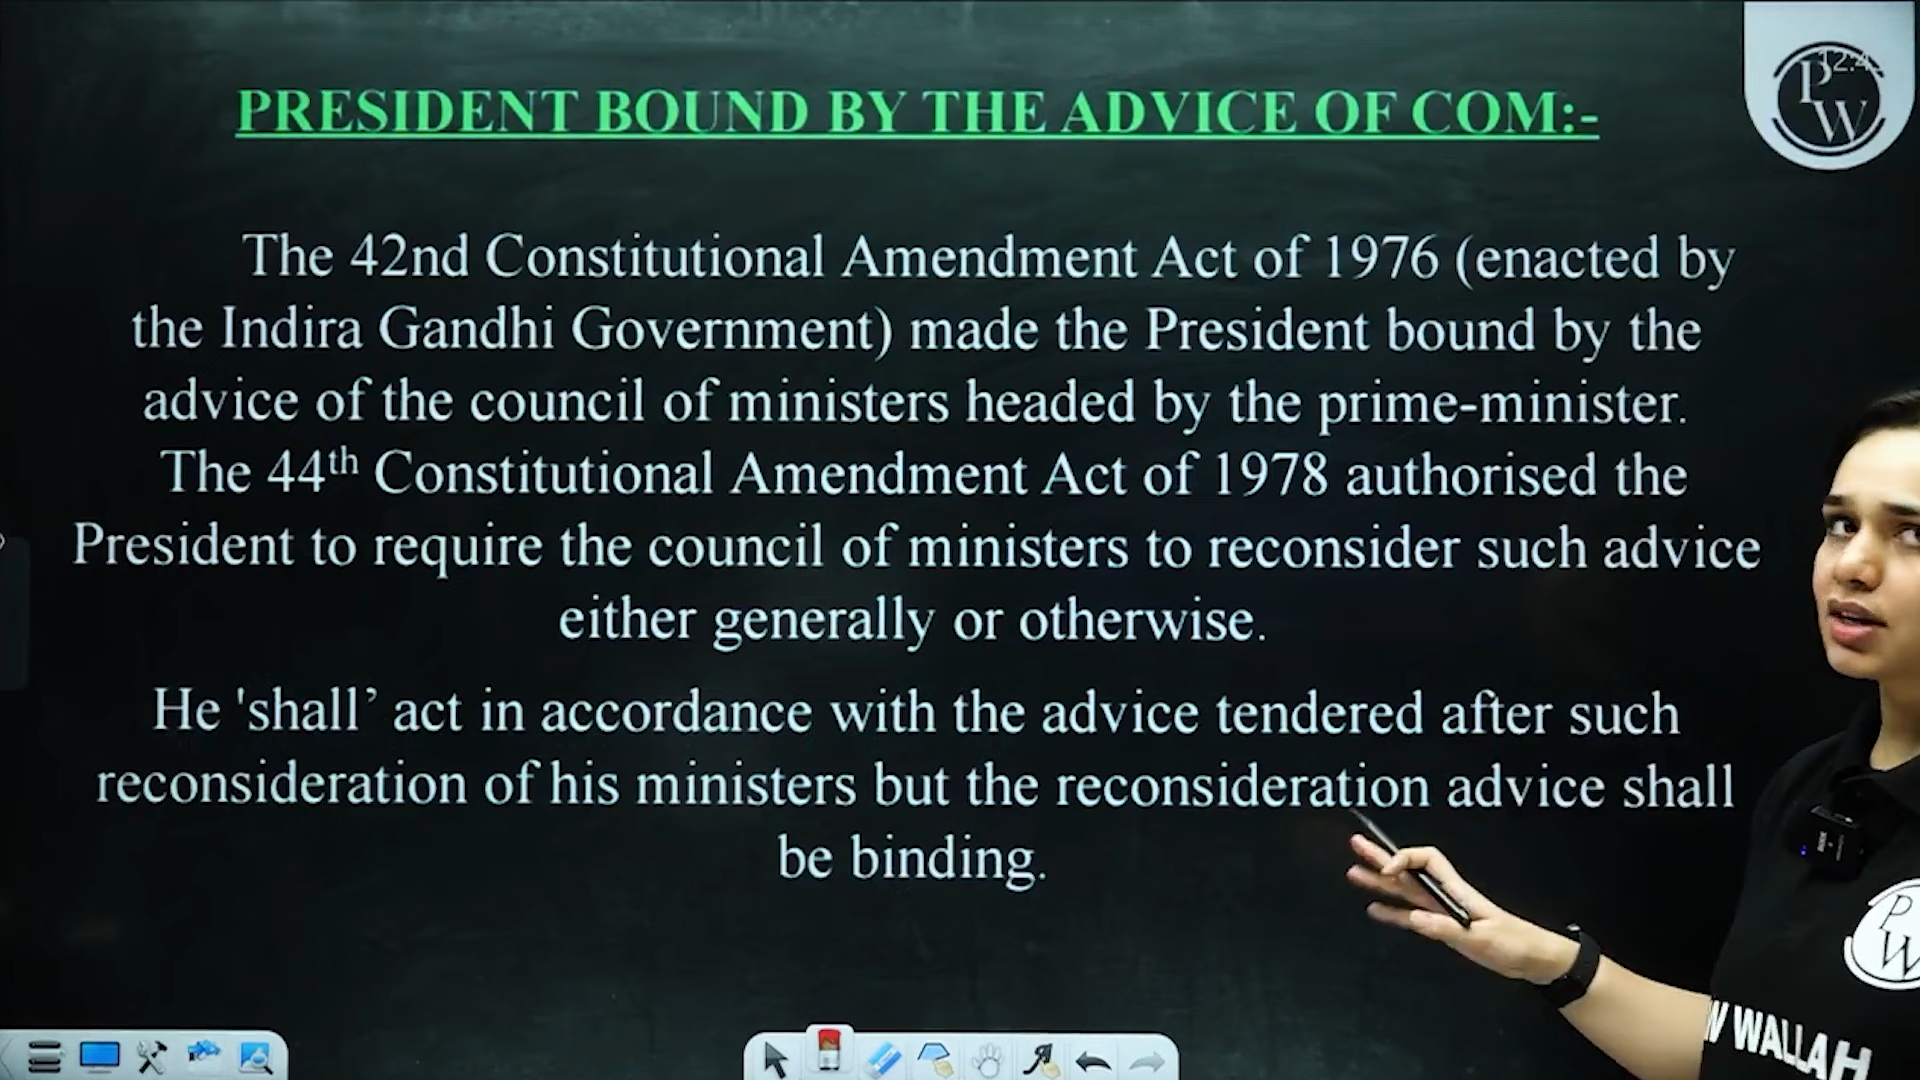 PRESIDENT BOUND BY THE ADVICE OF COM:-
The 42nd Constitutional Amendment Act of 1976 (enacted by
the Indira Gandhi Government) made the President bound by the
advice of the council of ministers headed by the prime-minister.
The 44th Constitutional Amendment Act of 1978 authorised the
President to require the council of ministers to reconsider such advice
either generally or otherwise.
He 'shall’ act in accordance with the advice tendered after such
reconsideration of his ministers but the reconsideration advice shall
be binding.
PW
PW
W WALLAH